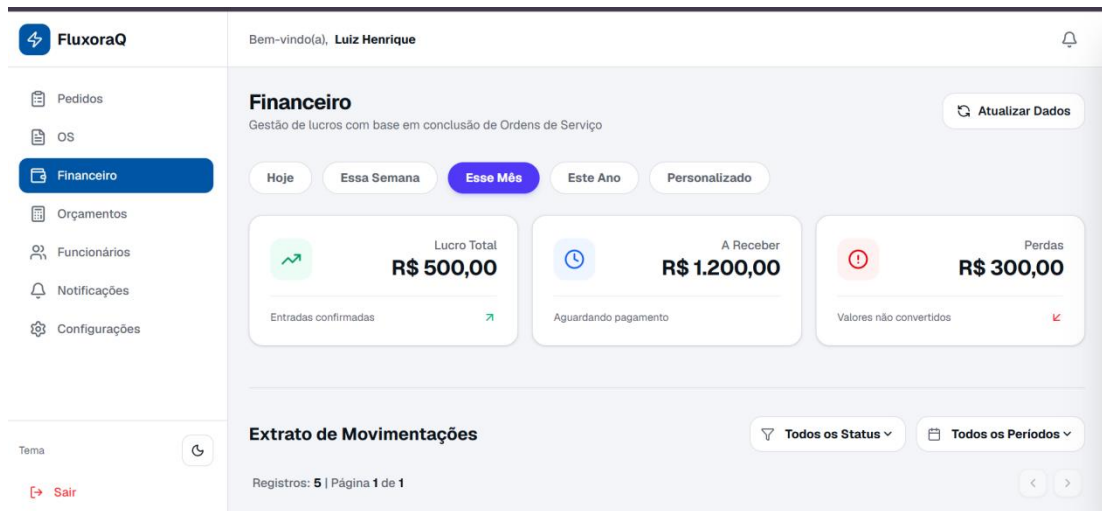 FluxoraQ
Bem-vindo(a), Luiz Henrique
Pedidos
OS
Financeiro
Orçamentos
Funcionários
Notificações
Configurações
Tema
Sair
Financeiro
Gestão de lucros com base em conclusão de Ordens de Serviço
Atualizar Dados
Hoje
Essa Semana
Esse Mês
Este Ano
Personalizado
Lucro Total
R$ 500,00
Entradas confirmadas
A Receber
R$ 1.200,00
Aguardando pagamento
Perdas
R$ 300,00
Valores não convertidos
Extrato de Movimentações
Todos os Status
Todos os Períodos
Registros: 5 | Página 1 de 1